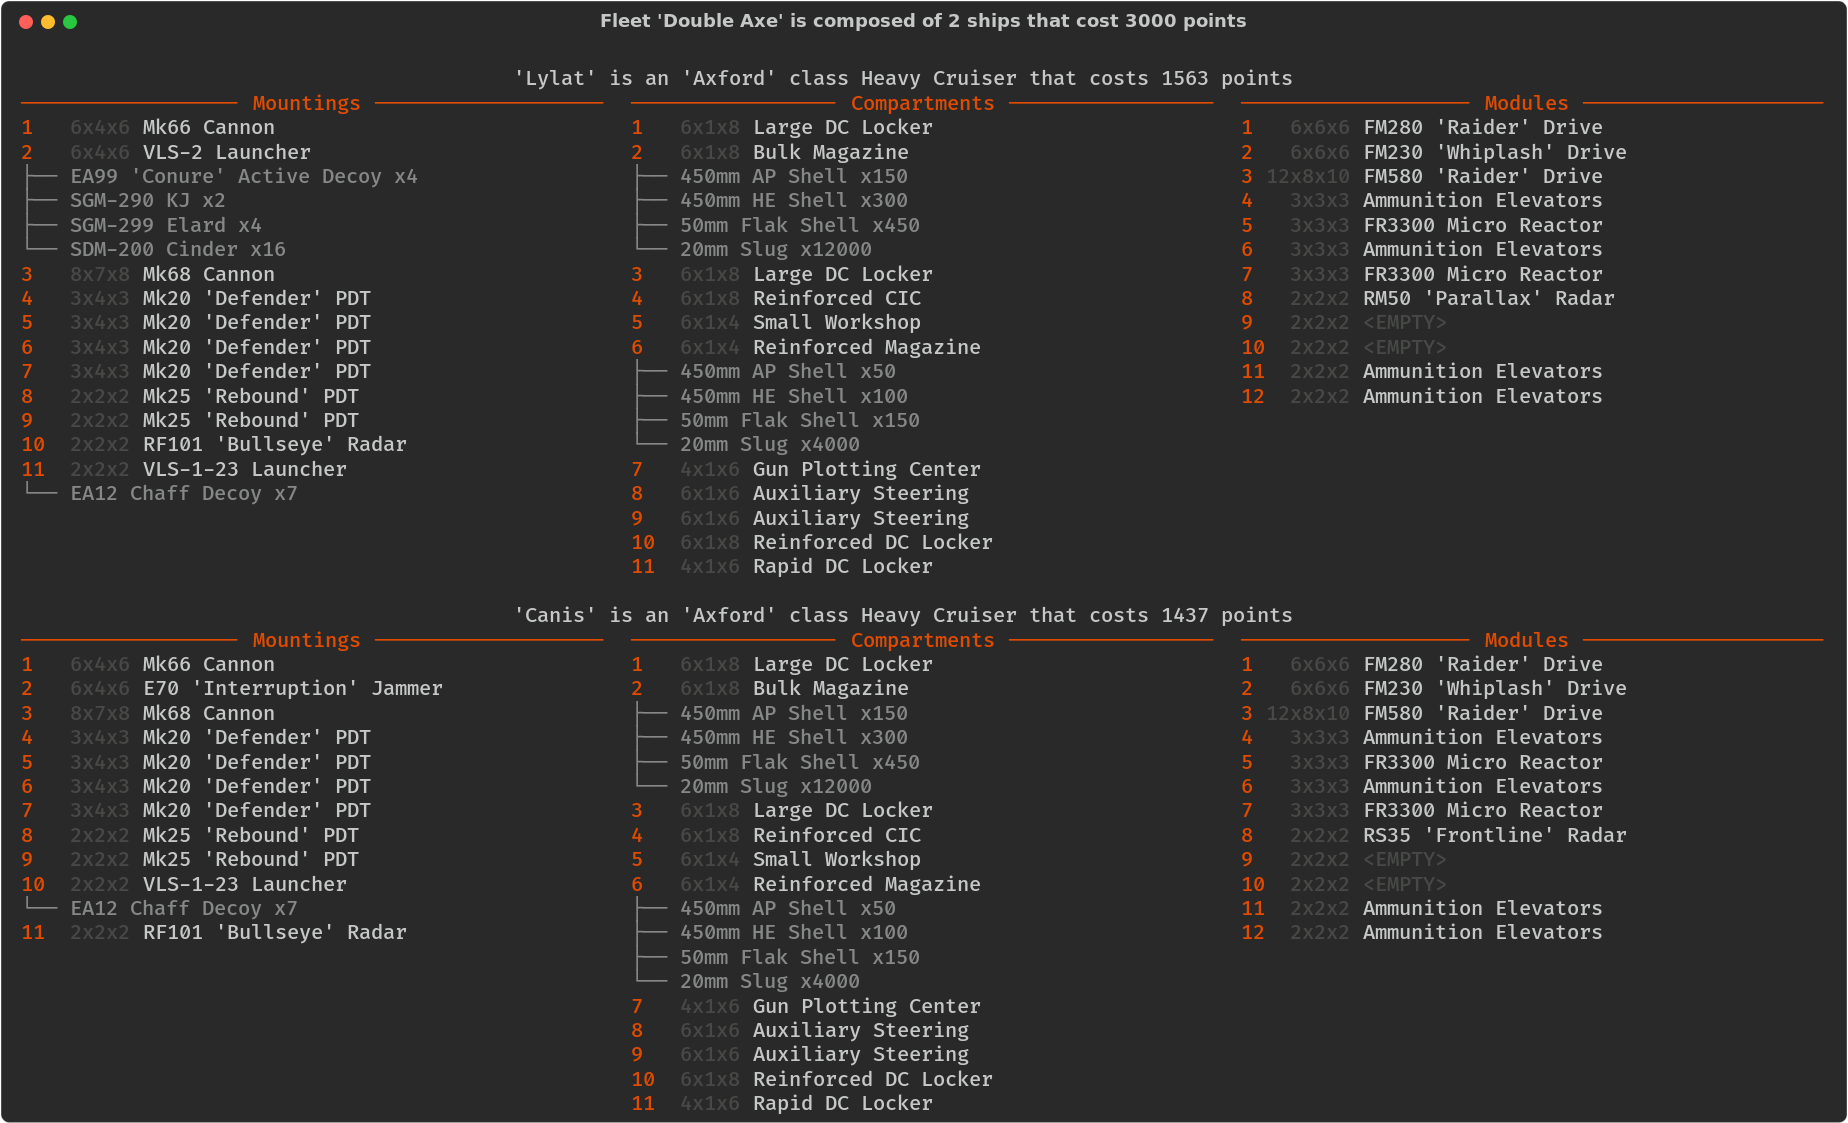 Fleet 'Double Axe' is composed of 2 ships that cost 3000 points
'Lylat' is an 'Axford' class Heavy Cruiser that costs 1563 points
Mountings
1 6x4x6 Mk66 Cannon
2 6x4x6 VLS-2 Launcher
├── EA99 'Conure' Active Decoy x4
├── SGM-290 KJ x2
├── SGM-299 Elard x4
└── SDM-200 Cinder x16
3 8x7x8 Mk68 Cannon
4 3x4x3 Mk20 'Defender' PDT
5 3x4x3 Mk20 'Defender' PDT
6 3x4x3 Mk20 'Defender' PDT
7 3x4x3 Mk20 'Defender' PDT
8 2x2x2 Mk25 'Rebound' PDT
9 2x2x2 Mk25 'Rebound' PDT
10 2x2x2 RF101 'Bullseye' Radar
11 2x2x2 VLS-1-23 Launcher
└── EA12 Chaff Decoy x7
Compartments
1 6x1x8 Large DC Locker
2 6x1x8 Bulk Magazine
├── 450mm AP Shell x150
├── 450mm HE Shell x300
├── 50mm Flak Shell x450
└── 20mm Slug x12000
3 6x1x8 Large DC Locker
4 6x1x8 Reinforced CIC
5 6x1x4 Small Workshop
6 6x1x4 Reinforced Magazine
├── 450mm AP Shell x50
├── 450mm HE Shell x100
├── 50mm Flak Shell x150
└── 20mm Slug x4000
7 4x1x6 Gun Plotting Center
8 6x1x6 Auxiliary Steering
9 6x1x6 Auxiliary Steering
10 6x1x8 Reinforced DC Locker
11 4x1x6 Rapid DC Locker
Modules
1 6x6x6 FM280 'Raider' Drive
2 6x6x6 FM230 'Whiplash' Drive
3 12x8x10 FM580 'Raider' Drive
4 3x3x3 Ammunition Elevators
5 3x3x3 FR3300 Micro Reactor
6 3x3x3 Ammunition Elevators
7 3x3x3 FR3300 Micro Reactor
8 2x2x2 RM50 'Parallax' Radar
9 2x2x2 <EMPTY>
10 2x2x2 <EMPTY>
11 2x2x2 Ammunition Elevators
12 2x2x2 Ammunition Elevators
'Canis' is an 'Axford' class Heavy Cruiser that costs 1437 points
Mountings
1 6x4x6 Mk66 Cannon
2 6x4x6 E70 'Interruption' Jammer
3 8x7x8 Mk68 Cannon
4 3x4x3 Mk20 'Defender' PDT
5 3x4x3 Mk20 'Defender' PDT
6 3x4x3 Mk20 'Defender' PDT
7 3x4x3 Mk20 'Defender' PDT
8 2x2x2 Mk25 'Rebound' PDT
9 2x2x2 Mk25 'Rebound' PDT
10 2x2x2 VLS-1-23 Launcher
└── EA12 Chaff Decoy x7
11 2x2x2 RF101 'Bullseye' Radar
Compartments
1 6x1x8 Large DC Locker
2 6x1x8 Bulk Magazine
├── 450mm AP Shell x150
├── 450mm HE Shell x300
├── 50mm Flak Shell x450
└── 20mm Slug x12000
3 6x1x8 Large DC Locker
4 6x1x8 Reinforced CIC
5 6x1x4 Small Workshop
6 6x1x4 Reinforced Magazine
├── 450mm AP Shell x50
├── 450mm HE Shell x100
├── 50mm Flak Shell x150
└── 20mm Slug x4000
7 4x1x6 Gun Plotting Center
8 6x1x6 Auxiliary Steering
9 6x1x6 Auxiliary Steering
10 6x1x8 Reinforced DC Locker
11 4x1x6 Rapid DC Locker
Modules
1 6x6x6 FM280 'Raider' Drive
2 6x6x6 FM230 'Whiplash' Drive
3 12x8x10 FM580 'Raider' Drive
4 3x3x3 Ammunition Elevators
5 3x3x3 FR3300 Micro Reactor
6 3x3x3 Ammunition Elevators
7 3x3x3 FR3300 Micro Reactor
8 2x2x2 RS35 'Frontline' Radar
9 2x2x2 <EMPTY>
10 2x2x2 <EMPTY>
11 2x2x2 Ammunition Elevators
12 2x2x2 Ammunition Elevators